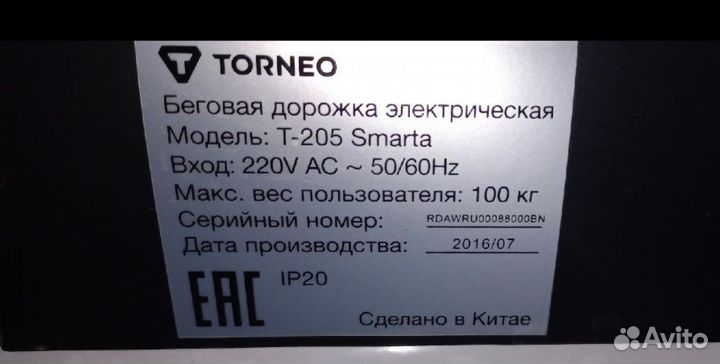 TORNEO
Беговая дорожка электрическая
Модель: T-205 Smarta
Вход: 220V AC ~ 50/60Hz
Макс. вес пользователя: 100 кг
Серийный номер: RDAWRU00088000BN
Дата производства: 2016/07
EAC IP20
Сделано в Китае
Avito